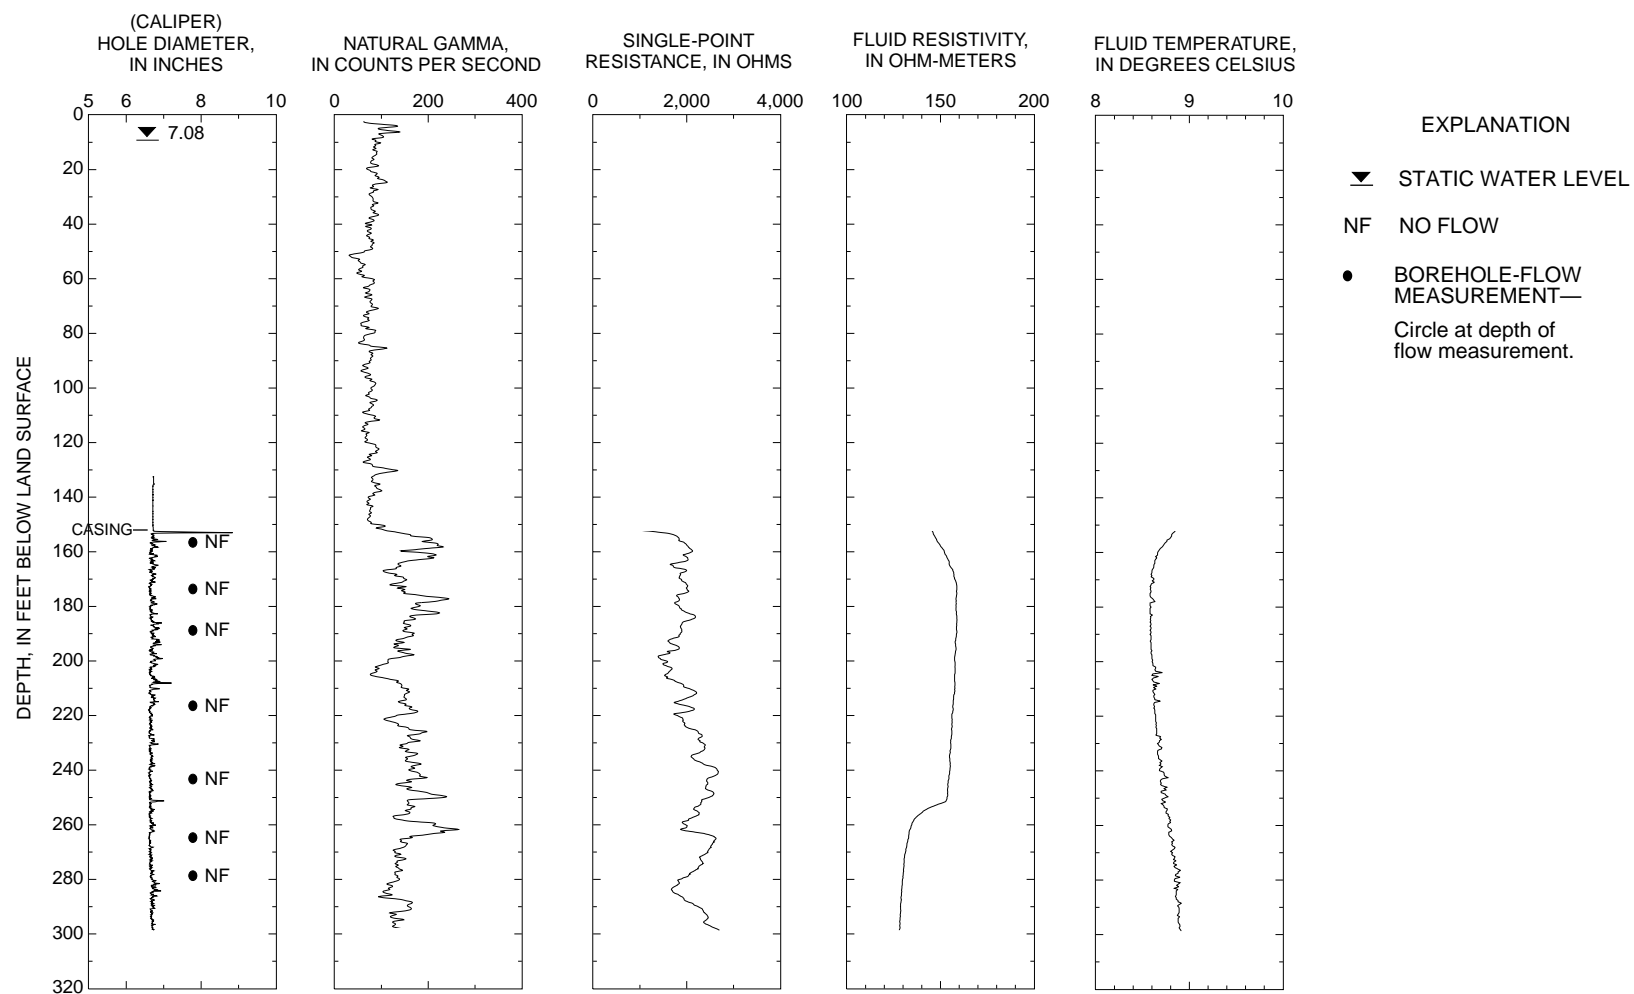 (CALIPER)
HOLE DIAMETER,
IN INCHES
NATURAL GAMMA,
IN COUNTS PER SECOND
SINGLE-POINT
RESISTANCE, IN OHMS
FLUID RESISTIVITY,
IN OHM-METERS
FLUID TEMPERATURE,
IN DEGREES CELSIUS
5 6 8 10
0 200 400
0 2,000 4,000
100 150 200
8 9 10
DEPTH, IN FEET BELOW LAND SURFACE
0
20
40
60
80
100
120
140
160
180
200
220
240
260
280
300
320
7.08
CASING
NF
NF
NF
NF
NF
NF
NF
EXPLANATION
STATIC WATER LEVEL
NF NO FLOW
BOREHOLE-FLOW
MEASUREMENT—
Circle at depth of
flow measurement.